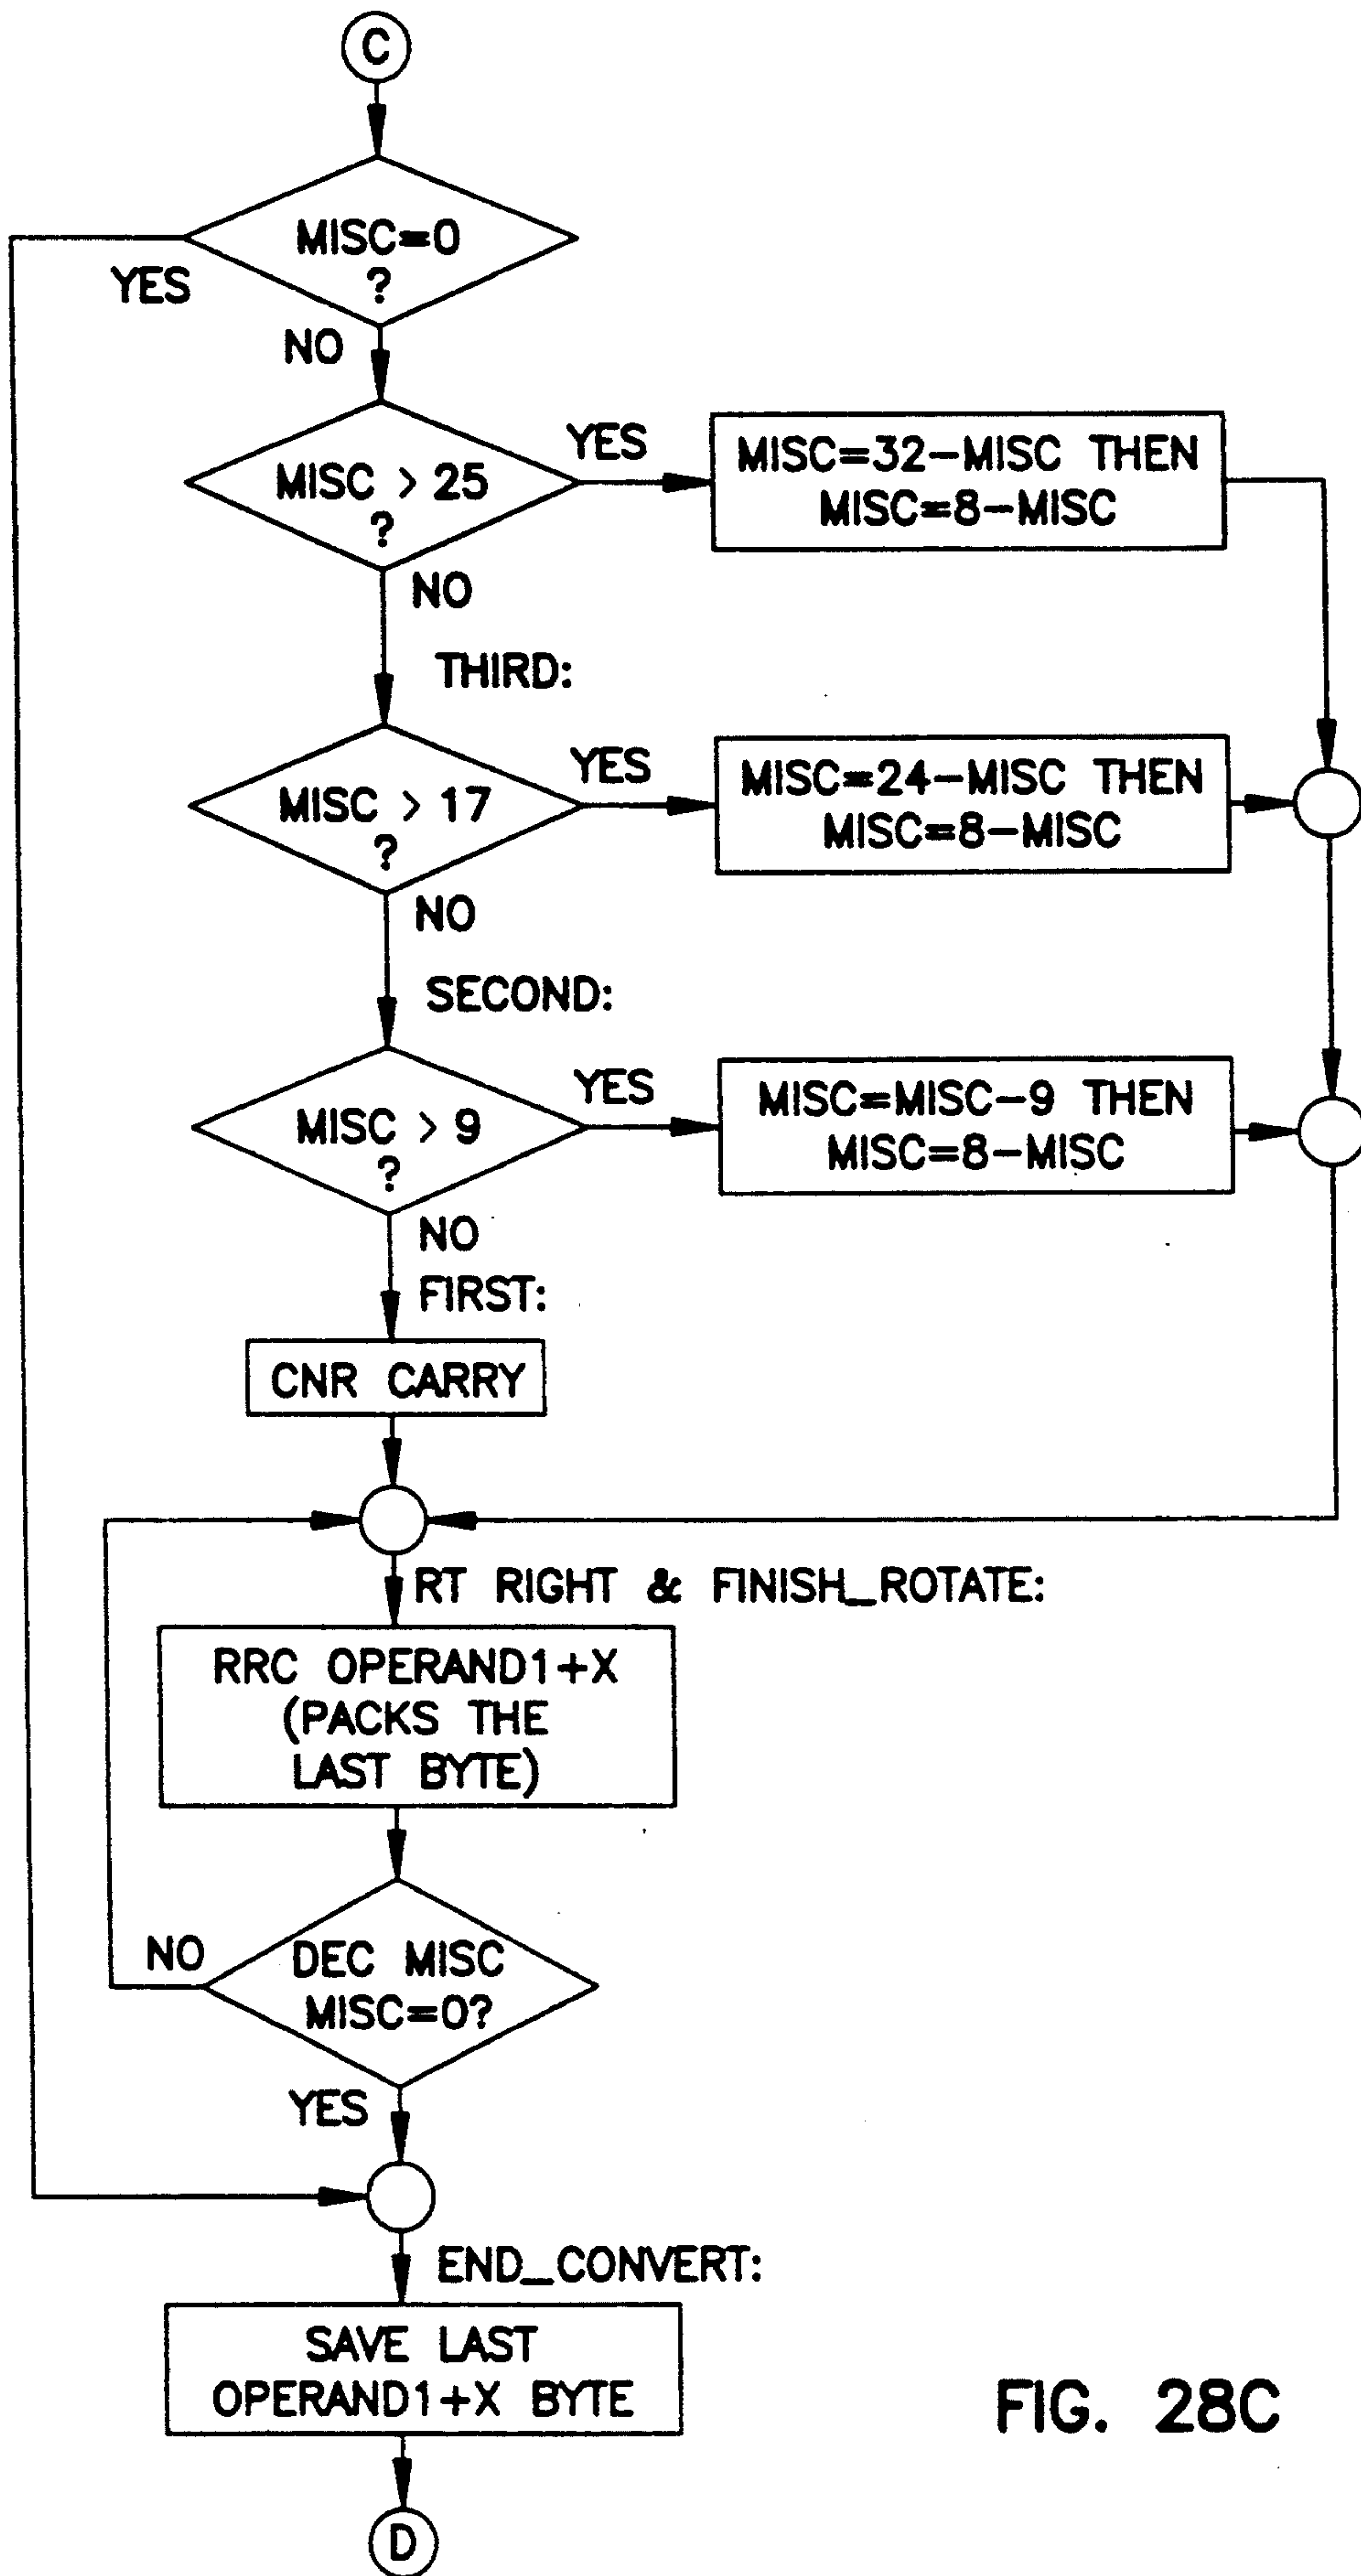 C
MISC=0
?
YES
NO
MISC > 25
?
YES
MISC=32-MISC THEN
MISC=8-MISC
NO
THIRD:
MISC > 17
?
YES
MISC=24-MISC THEN
MISC=8-MISC
NO
SECOND:
MISC > 9
?
YES
MISC=MISC-9 THEN
MISC=8-MISC
NO
FIRST:
CNR CARRY
RT RIGHT & FINISH_ROTATE:
RRC OPERAND1+X
(PACKS THE
LAST BYTE)
NO
DEC MISC
MISC=0?
YES
END_CONVERT:
SAVE LAST
OPERAND1+X BYTE
FIG. 28C
D